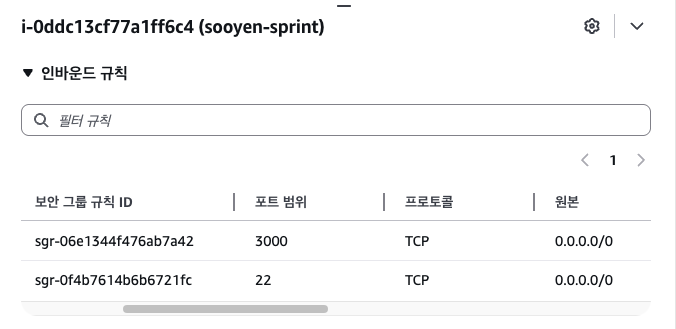 i-0ddc13cf77a1ff6c4 (sooyen-sprint)
▼ 인바운드 규칙
필터 규칙
1
보안 그룹 규칙 ID 포트 범위 프로토콜 원본
sgr-06e1344f476ab7a42 3000 TCP 0.0.0.0/0
sgr-0f4b7614b6b6721fc 22 TCP 0.0.0.0/0